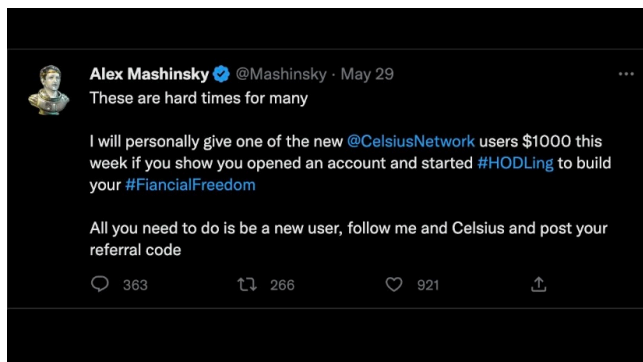 Alex Mashinsky @Mashinsky · May 29
These are hard times for many
I will personally give one of the new @CelsiusNetwork users $1000 this
week if you show you opened an account and started #HODLing to build
your #FiancialFreedom
All you need to do is be a new user, follow me and Celsius and post your
referral code
363 266 921